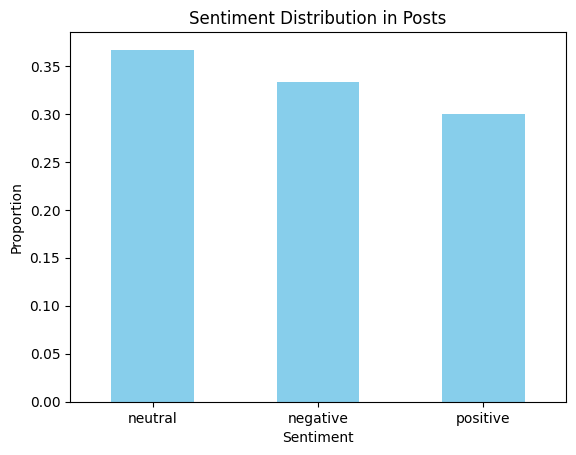 Sentiment Distribution in Posts
Proportion
0.35
0.30
0.25
0.20
0.15
0.10
0.05
0.00
neutral negative positive
Sentiment